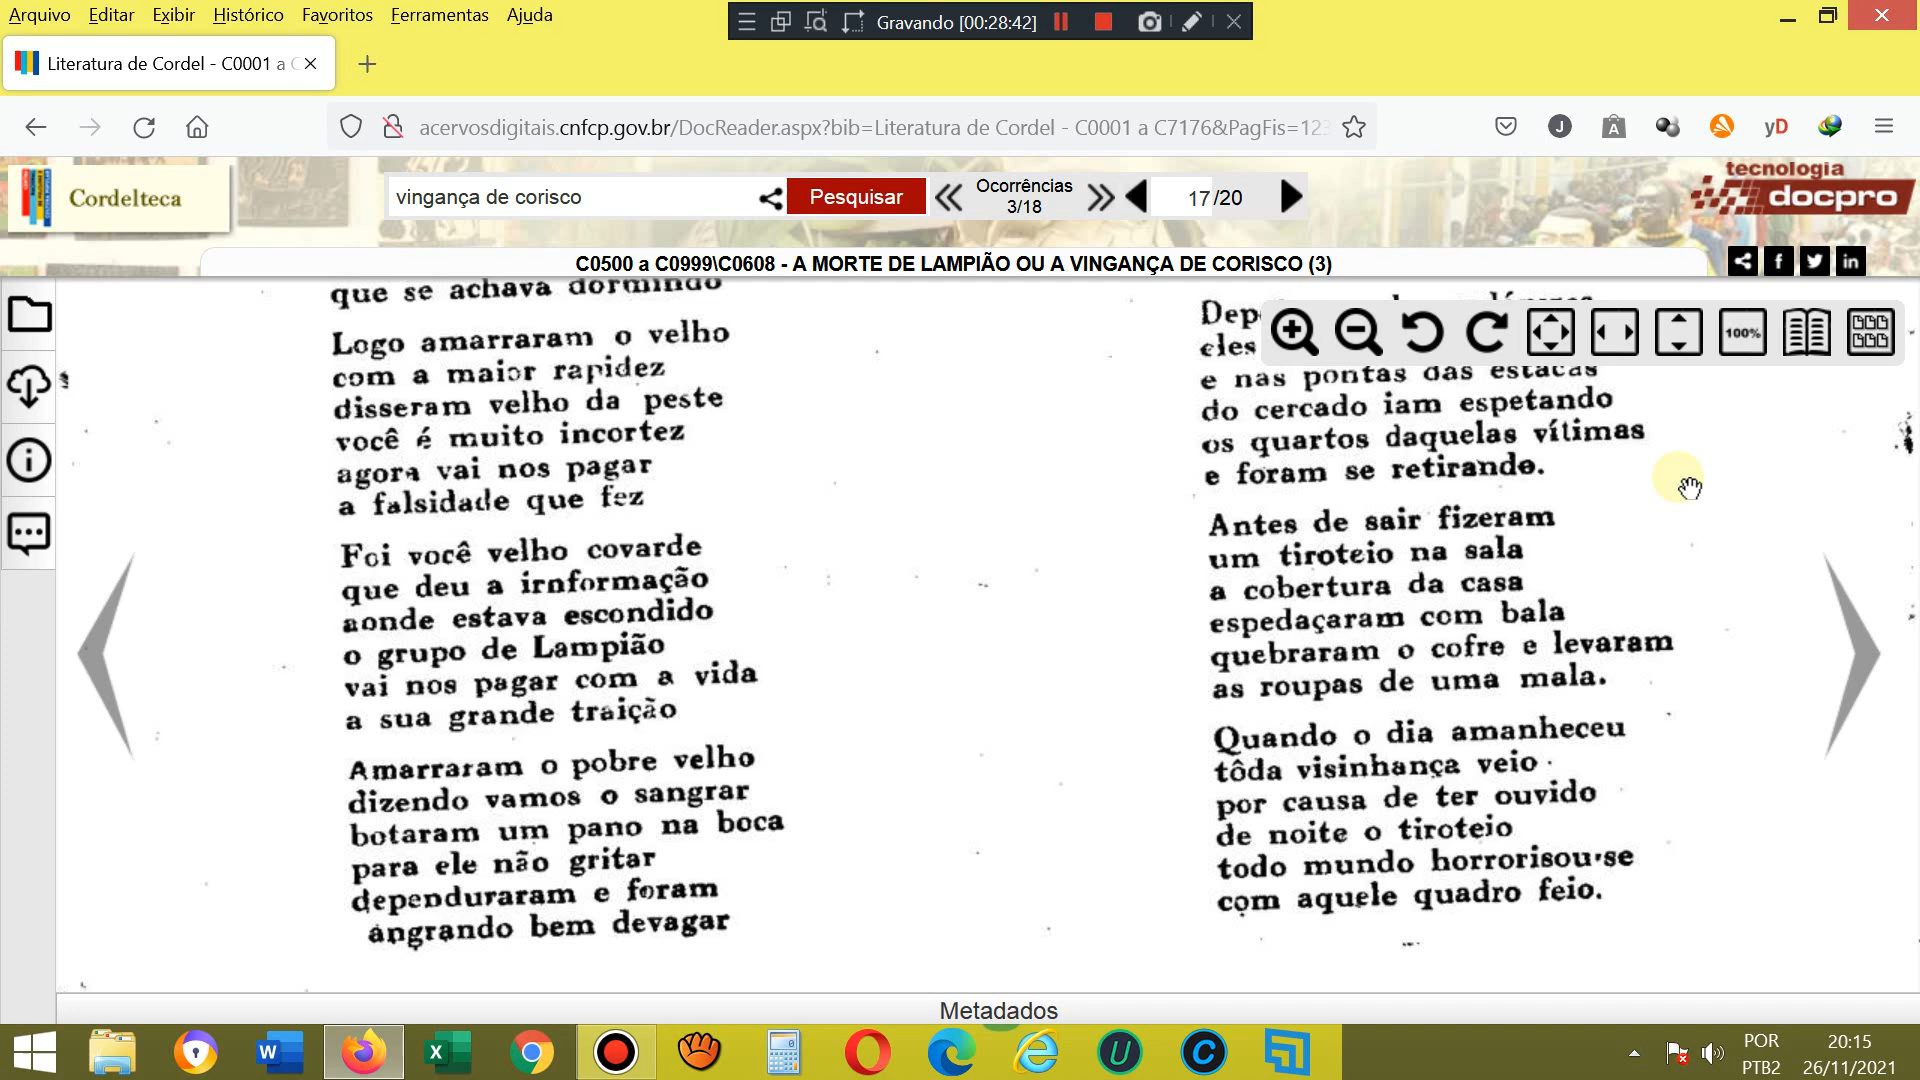 Arquivo Editar Exibir Histórico Favoritos Ferramentas Ajuda
Gravando [00:28:42]
Literatura de Cordel - C0001 a C
acervosdigitais.cnfcp.gov.br/DocReader.aspx?bib=Literatura de Cordel - C0001 a C7176&PagFis=123
J
A
yD
Cordelteca
vingança de corisco
Pesquisar
Ocorrências
3/18
17 /20
tecnologia
docpro
C0500 a C0999\C0608 - A MORTE DE LAMPIÃO OU A VINGANÇA DE CORISCO (3)
100%
que se achava dormindo
Logo amarraram o velho
com a maior rapidez
disseram velho da peste
você é muito incortez
agora vai nos pagar
a falsidade que fez
Foi você velho covarde
que deu a irnformação
aonde estava escondido
o grupo de Lampião
vai nos pagar com a vida
a sua grande traição
Amarraram o pobre velho
dizendo vamos o sangrar
botaram um pano na boca
para ele não gritar
dependuraram e foram
angrando bem devagar
Dep
eles
e nas pontas das estacas
do cercado iam espetando
os quartos daquelas vítimas
e foram se retirando.
Antes de sair fizeram
um tiroteio na sala
a cobertura da casa
espedaçaram com bala
quebraram o cofre e levaram
as roupas de uma mala.
Quando o dia amanheceu
tôda visinhança veio
por causa de ter ouvido
de noite o tiroteio
todo mundo horrorisou-se
com aquele quadro feio.
Metadados
POR
PTB2
20:15
26/11/2021